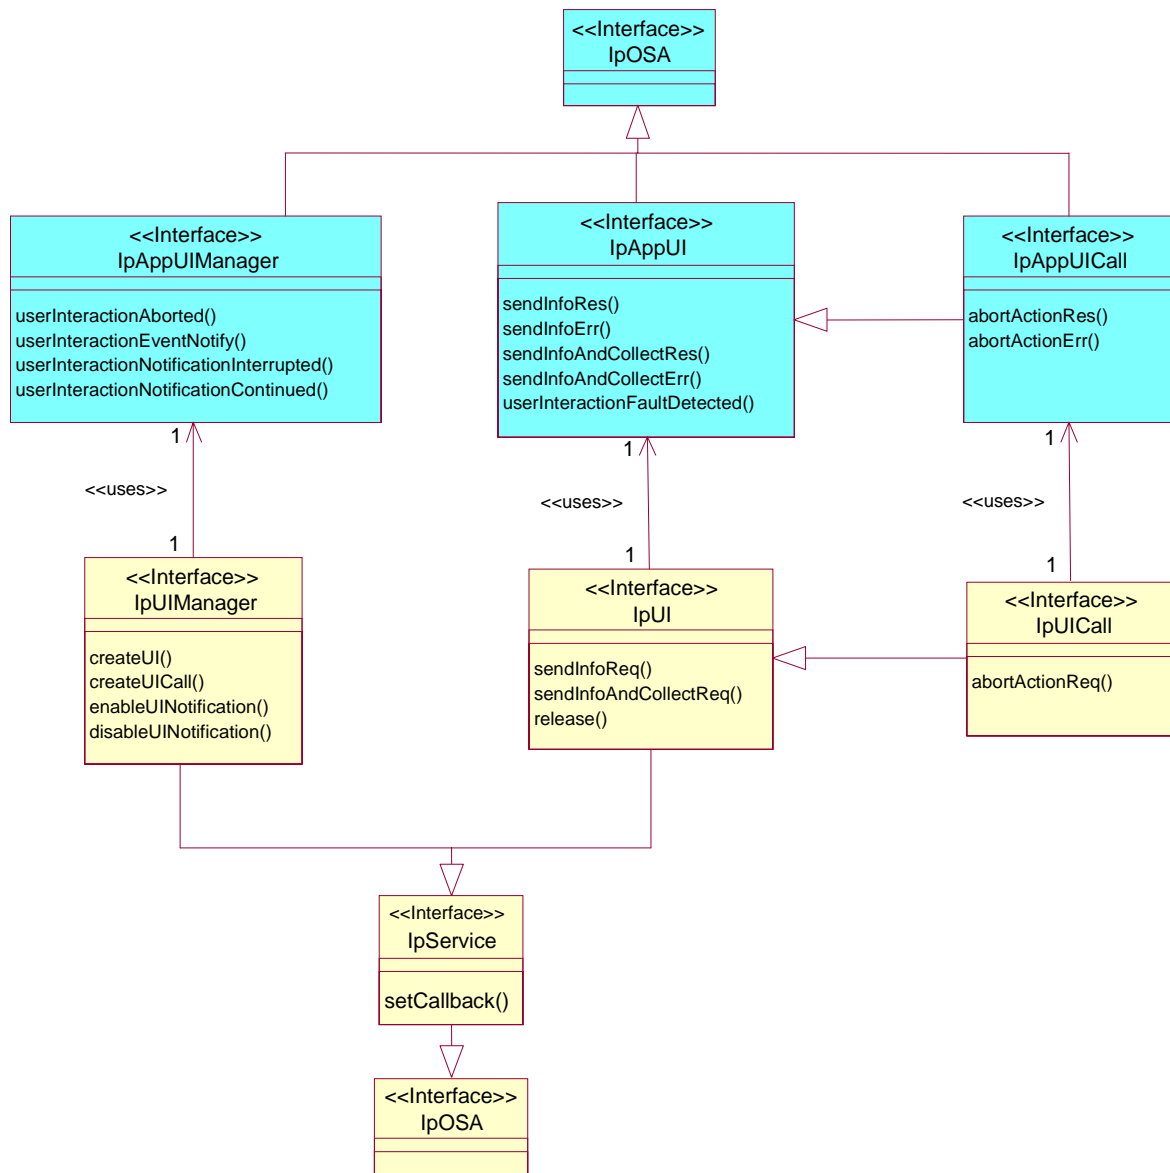 <<Interface>>
IpOSA
<<Interface>>
IpAppUIManager
userInteractionAborted()
userInteractionEventNotify()
userInteractionNotificationInterrupted()
userInteractionNotificationContinued()
<<Interface>>
IpAppUI
sendInfoRes()
sendInfoErr()
sendInfoAndCollectRes()
sendInfoAndCollectErr()
userInteractionFaultDetected()
<<Interface>>
IpAppUICall
abortActionRes()
abortActionErr()
1
<<uses>>
1
1
<<uses>>
1
1
<<uses>>
1
<<Interface>>
IpUIManager
createUI()
createUICall()
enableUINotification()
disableUINotification()
<<Interface>>
IpUI
sendInfoReq()
sendInfoAndCollectReq()
release()
<<Interface>>
IpUICall
abortActionReq()
<<Interface>>
IpService
setCallback()
<<Interface>>
IpOSA